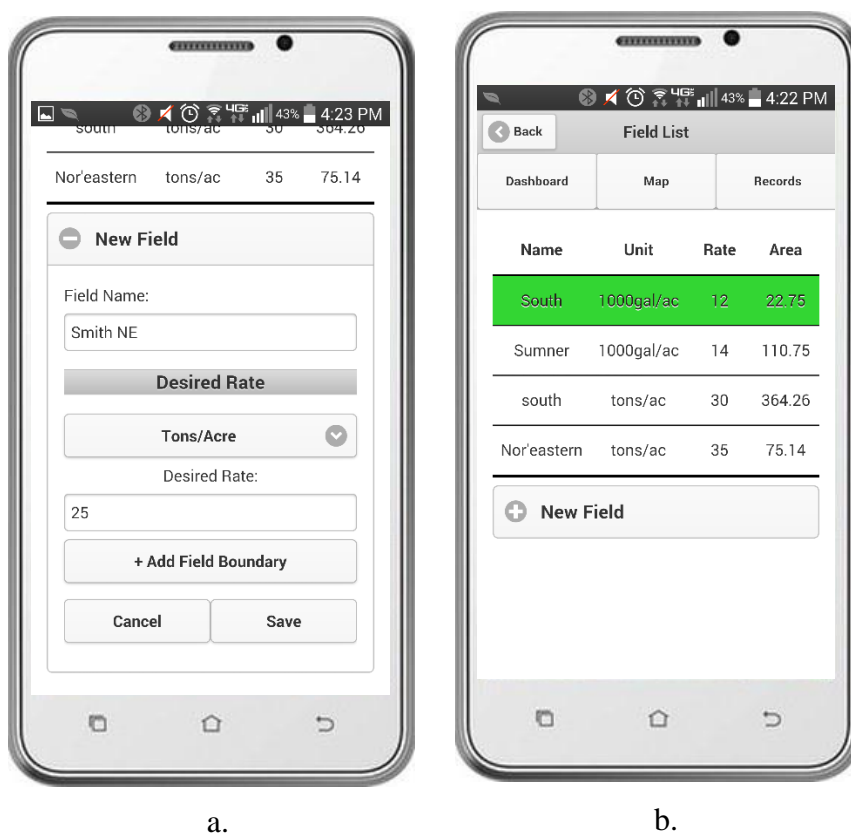 4G 43% 4:23 PM
south tons/ac 30 364.26
Nor'eastern tons/ac 35 75.14
New Field
Field Name:
Smith NE
Desired Rate
Tons/Acre
Desired Rate:
25
+ Add Field Boundary
Cancel Save
a.
4G 43% 4:22 PM
Back Field List
Dashboard Map Records
Name Unit Rate Area
South 1000gal/ac 12 22.75
Sumner 1000gal/ac 14 110.75
south tons/ac 30 364.26
Nor'eastern tons/ac 35 75.14
New Field
b.